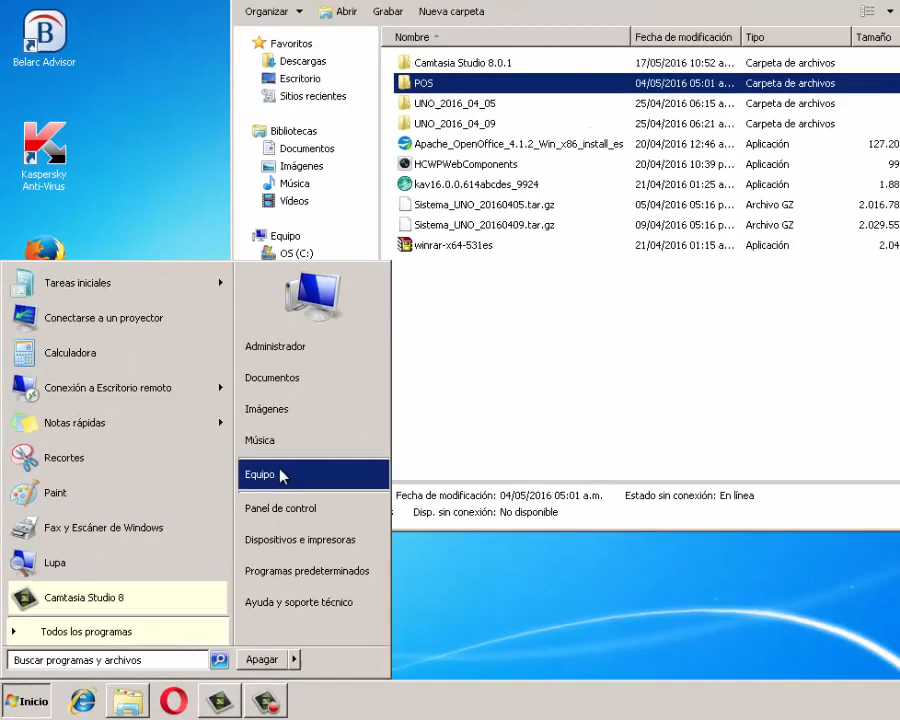 Organizar
Abrir
Grabar
Nueva carpeta
Belarc Advisor
Kaspersky
Anti-Virus
Favoritos
Descargas
Escritorio
Sitios recientes
Bibliotecas
Documentos
Imágenes
Música
Vídeos
Equipo
OS (C:)
Nombre Fecha de modificación Tipo Tamaño
Camtasia Studio 8.0.1 17/05/2016 10:52 a... Carpeta de archivos
POS 04/05/2016 05:01 a... Carpeta de archivos
UNO_2016_04_05 25/04/2016 06:15 a... Carpeta de archivos
UNO_2016_04_09 25/04/2016 06:21 a... Carpeta de archivos
Apache_OpenOffice_4.1.2_Win_x86_install_es 20/04/2016 12:46 a... Aplicación 127.20
HCWPWebComponents 20/04/2016 10:39 p... Aplicación 99
kav16.0.0.614abcdes_9924 21/04/2016 01:25 a... Aplicación 1.88
Sistema_UNO_20160405.tar.gz 05/04/2016 05:16 p... Archivo GZ 2.016.78
Sistema_UNO_20160409.tar.gz 09/04/2016 05:16 p... Archivo GZ 2.029.55
winrar-x64-531es 21/04/2016 01:15 a... Aplicación 2.04
Fecha de modificación: 04/05/2016 05:01 a.m. Estado sin conexión: En línea
Disp. sin conexión: No disponible
Tareas iniciales
Conectarse a un proyector
Calculadora
Conexión a Escritorio remoto
Notas rápidas
Recortes
Paint
Fax y Escáner de Windows
Lupa
Camtasia Studio 8
Todos los programas
Buscar programas y archivos
Administrador
Documentos
Imágenes
Música
Equipo
Panel de control
Dispositivos e impresoras
Programas predeterminados
Ayuda y soporte técnico
Apagar
Inicio